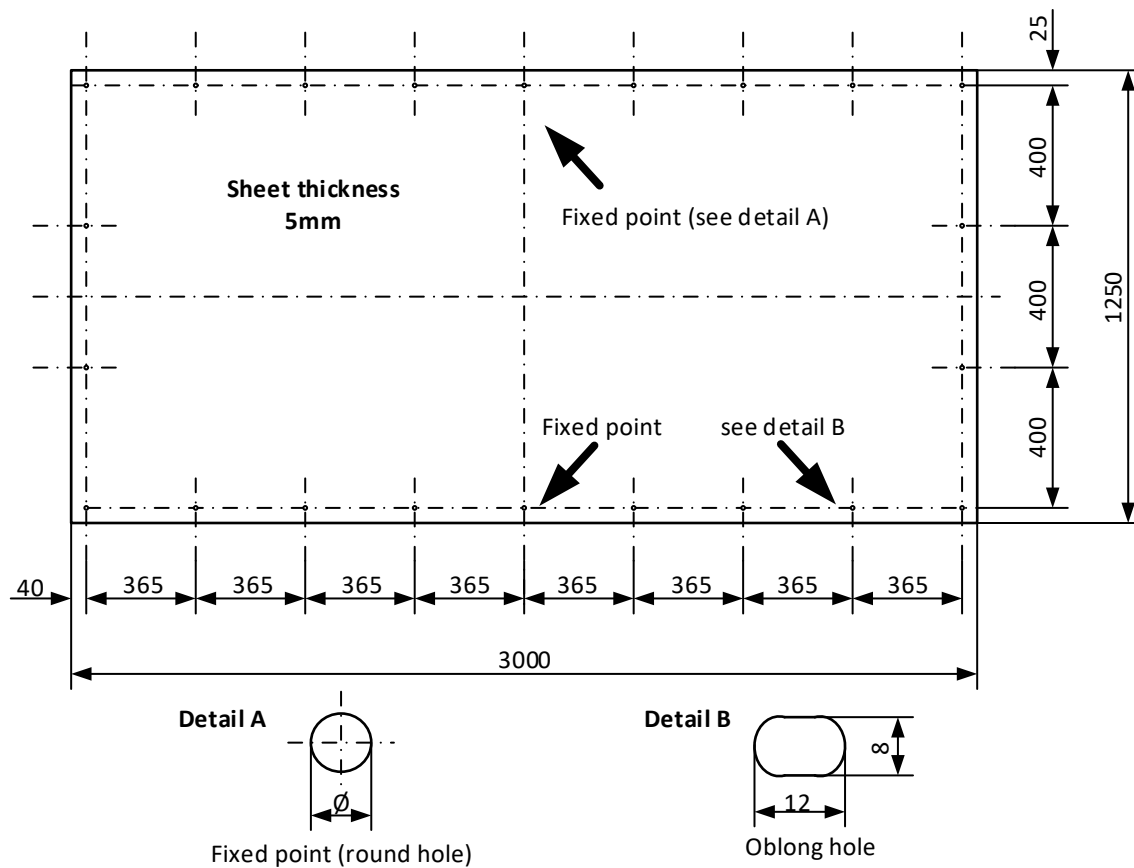 25
Sheet thickness
5mm
Fixed point (see detail A)
400
400
400
1250
Fixed point
see detail B
40
365
365
365
365
365
365
365
365
3000
Detail A
Ø
Fixed point (round hole)
Detail B
8
12
Oblong hole